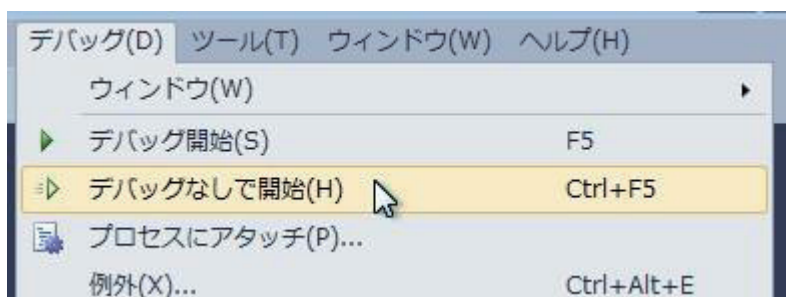 デバッグ(D) ツール(T) ウィンドウ(W) ヘルプ(H)
ウィンドウ(W)
デバッグ開始(S) F5
デバッグなしで開始(H) Ctrl+F5
プロセスにアタッチ(P)...
例外(X)... Ctrl+Alt+E